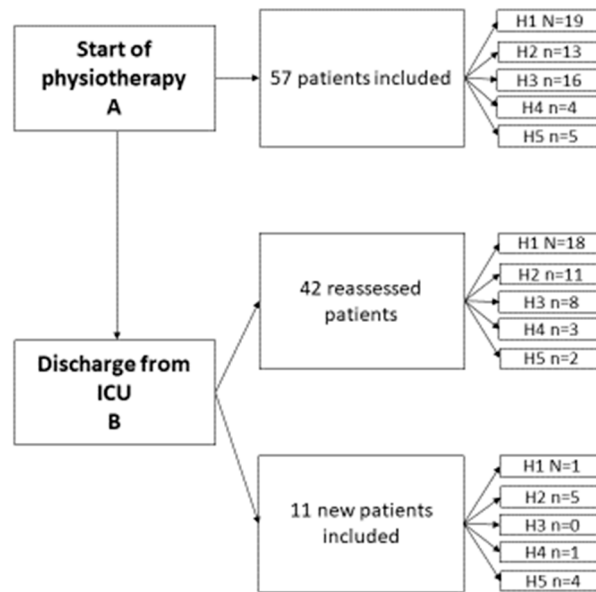 Start of
physiotherapy
A
57 patients included
H1 N=19
H2 n=13
H3 n=16
H4 n=4
H5 n=5
Discharge from
ICU
B
42 reassessed
patients
H1 N=18
H2 n=11
H3 n=8
H4 n=3
H5 n=2
11 new patients
included
H1 N=1
H2 n=5
H3 n=0
H4 n=1
H5 n=4